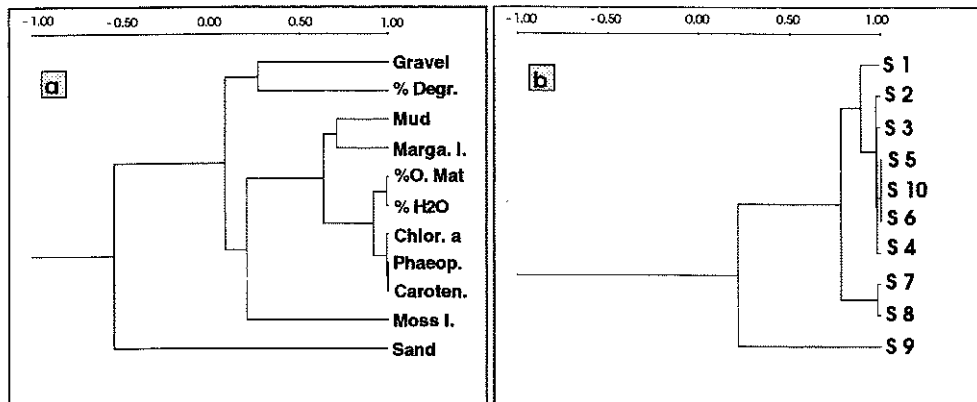 -1.00 -0.50 0.00 0.50 1.00
a
Gravel
% Degr.
Mud
Marga. I.
%O. Mat
% H2O
Chlor. a
Phaeop.
Caroten.
Moss I.
Sand
-1.00 -0.50 0.00 0.50 1.00
b
S 1
S 2
S 3
S 5
S 10
S 6
S 4
S 7
S 8
S 9